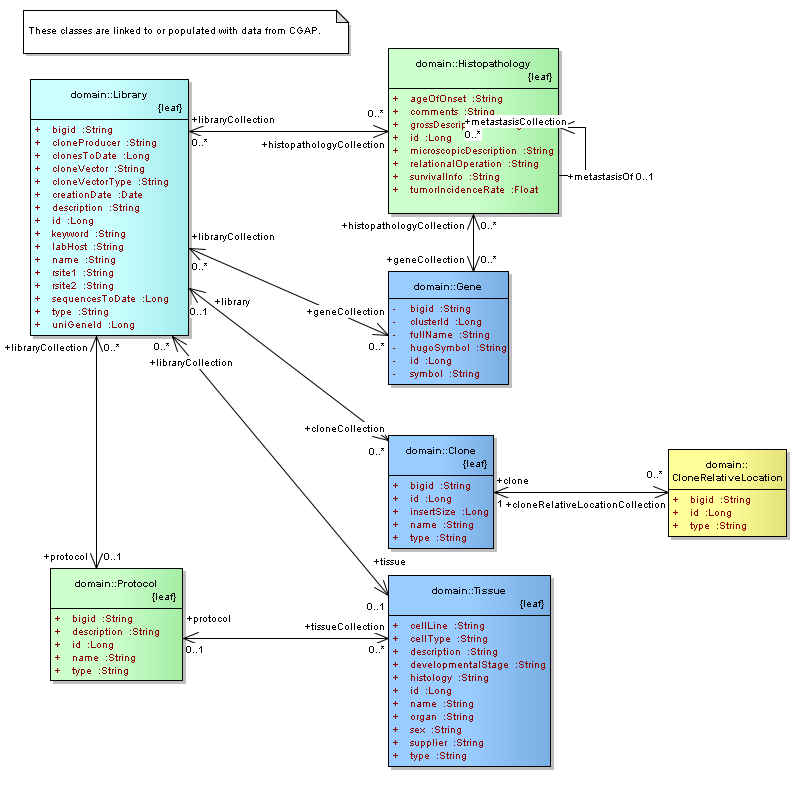 These classes are linked to or populated with data from CGAP.
domain::Library
{leaf}
+ bigid :String
+ cloneProducer :String
+ clonesToDate :Long
+ cloneVector :String
+ cloneVectorType :String
+ creationDate :Date
+ description :String
+ id :Long
+ keyword :String
+ labHost :String
+ name :String
+ rsite1 :String
+ rsite2 :String
+ sequencesToDate :Long
+ type :String
+ uniGeneId :Long
domain::Histopathology
{leaf}
+ ageOfOnset :String
+ comments :String
+ grossDescrip
+ id :Long
+ microscopicDescription :String
+ relationalOperation :String
+ survivalInfo :String
+ tumorIncidenceRate :Float
+metastasisCollection
0..*
+metastasisOf 0..1
+libraryCollection
0..*
0..*
+histopathologyCollection
+histopathologyCollection
0..*
+geneCollection
0..*
domain::Gene
- bigid :String
- clusterId :Long
- fullName :String
- hugoSymbol :String
- id :Long
- symbol :String
+libraryCollection
0..*
+geneCollection
0..*
+library
0..1
+cloneCollection
0..*
+libraryCollection 0..*
0..*
+libraryCollection
domain::Clone
{leaf}
+ bigid :String
+ id :Long
+ insertSize :Long
+ name :String
+ type :String
+clone
1
0..*
+cloneRelativeLocationCollection
domain::
CloneRelativeLocation
+ bigid :String
+ id :Long
+ type :String
+protocol 0..1
+tissue
0..1
domain::Protocol
{leaf}
+ bigid :String
+ description :String
+ id :Long
+ name :String
+ type :String
+protocol
0..1
+tissueCollection
0..*
domain::Tissue
{leaf}
+ cellLine :String
+ cellType :String
+ description :String
+ developmentalStage :String
+ histology :String
+ id :Long
+ name :String
+ organ :String
+ sex :String
+ supplier :String
+ type :String